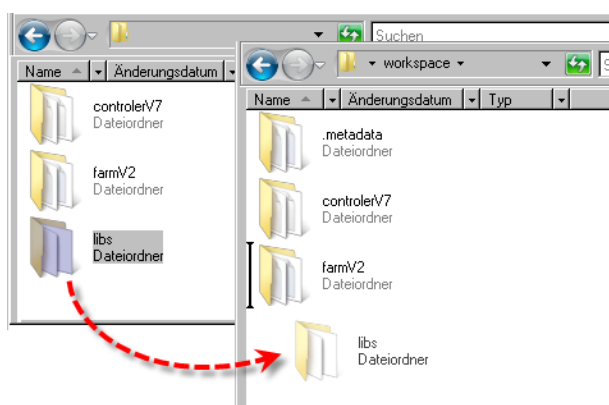 Suchen
Name Änderungsdatum
controlerV7
Dateiordner
farmV2
Dateiordner
libs
Dateiordner
workspace
Name Änderungsdatum Typ
.metadata
Dateiordner
controlerV7
Dateiordner
farmV2
Dateiordner
libs
Dateiordner